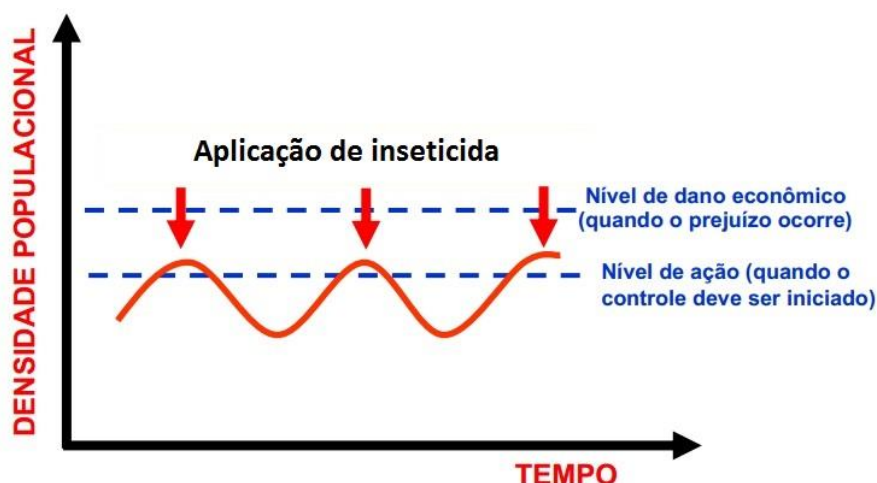 DENSIDADE POPULACIONAL
Aplicação de inseticida
Nível de dano econômico
(quando o prejuízo ocorre)
Nível de ação (quando o
controle deve ser iniciado)
TEMPO